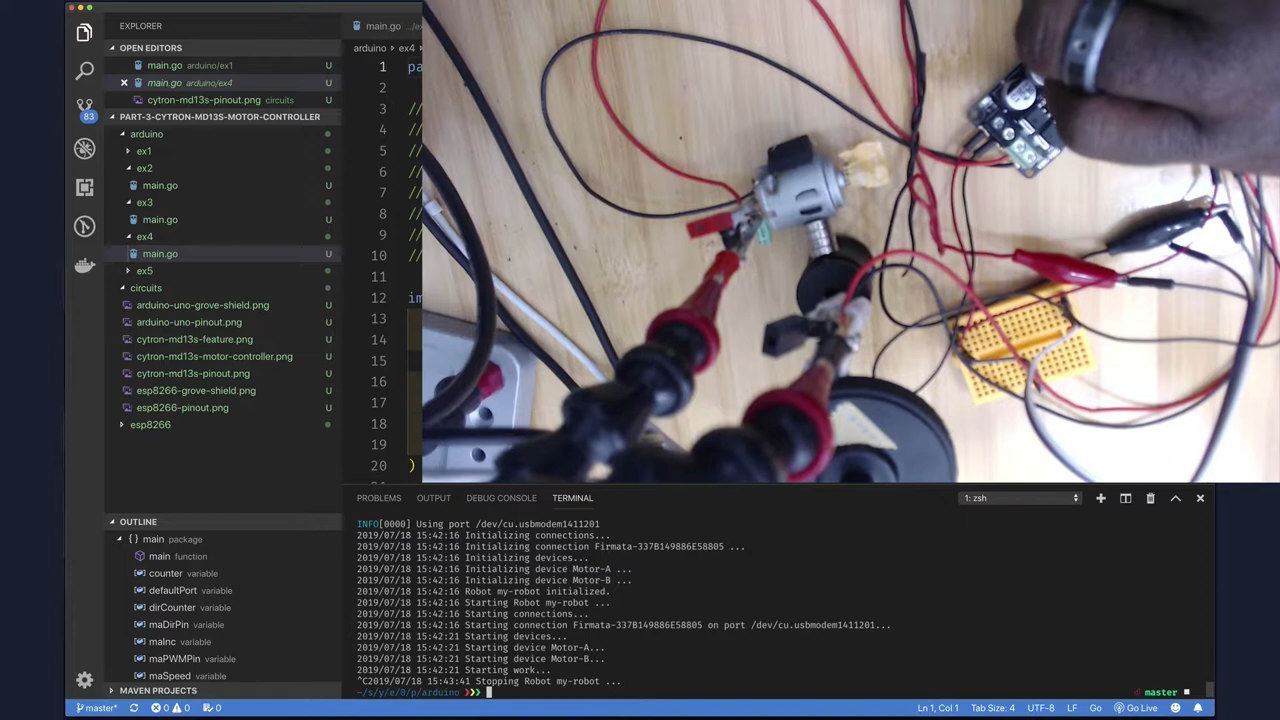 EXPLORER
OPEN EDITORS
main.go arduino/ex1 U
main.go arduino/ex4 U
cytron-md13s-pinout.png circuits
83
PART-3-CYTRON-MD13S-MOTOR-CONTROLLER
arduino
ex1
ex2
main.go U
ex3
main.go U
ex4
main.go U
ex5
circuits
arduino-uno-grove-shield.png U
arduino-uno-pinout.png U
cytron-md13s-feature.png U
cytron-md13s-motor-controller.png U
cytron-md13s-pinout.png U
esp8266-grove-shield.png U
esp8266-pinout.png U
esp8266
OUTLINE
{ } main package
main function
counter variable
defaultPort variable
dirCounter variable
maDirPin variable
maInc variable
maPWMPin variable
maSpeed variable
MAVEN PROJECTS
main.go .../ex
arduino › ex4
1 pa
2
3 //
4 //
5 //
6 //
7 //
8 //
9 //
10 //
11
12 im
13
14
15
16
17
18
19
20 )
PROBLEMS OUTPUT DEBUG CONSOLE TERMINAL 1: zsh
INFO[0000] Using port /dev/cu.usbmodem1411201
2019/07/18 15:42:16 Initializing connections...
2019/07/18 15:42:16 Initializing connection Firmata-337B149886E58805 ...
2019/07/18 15:42:16 Initializing devices...
2019/07/18 15:42:16 Initializing device Motor-A ...
2019/07/18 15:42:16 Initializing device Motor-B ...
2019/07/18 15:42:16 Robot my-robot initialized.
2019/07/18 15:42:16 Starting Robot my-robot ...
2019/07/18 15:42:16 Starting connections...
2019/07/18 15:42:16 Starting connection Firmata-337B149886E58805 on port /dev/cu.usbmodem1411201...
2019/07/18 15:42:21 Starting devices...
2019/07/18 15:42:21 Starting device Motor-A...
2019/07/18 15:42:21 Starting device Motor-B...
2019/07/18 15:42:21 Starting work...
^C2019/07/18 15:43:41 Stopping Robot my-robot ...
~/s/y/e/0/p/arduino ❯❯❯ master
master* 0 0 0 Ln 1, Col 1 Tab Size: 4 UTF-8 LF Go Go Live